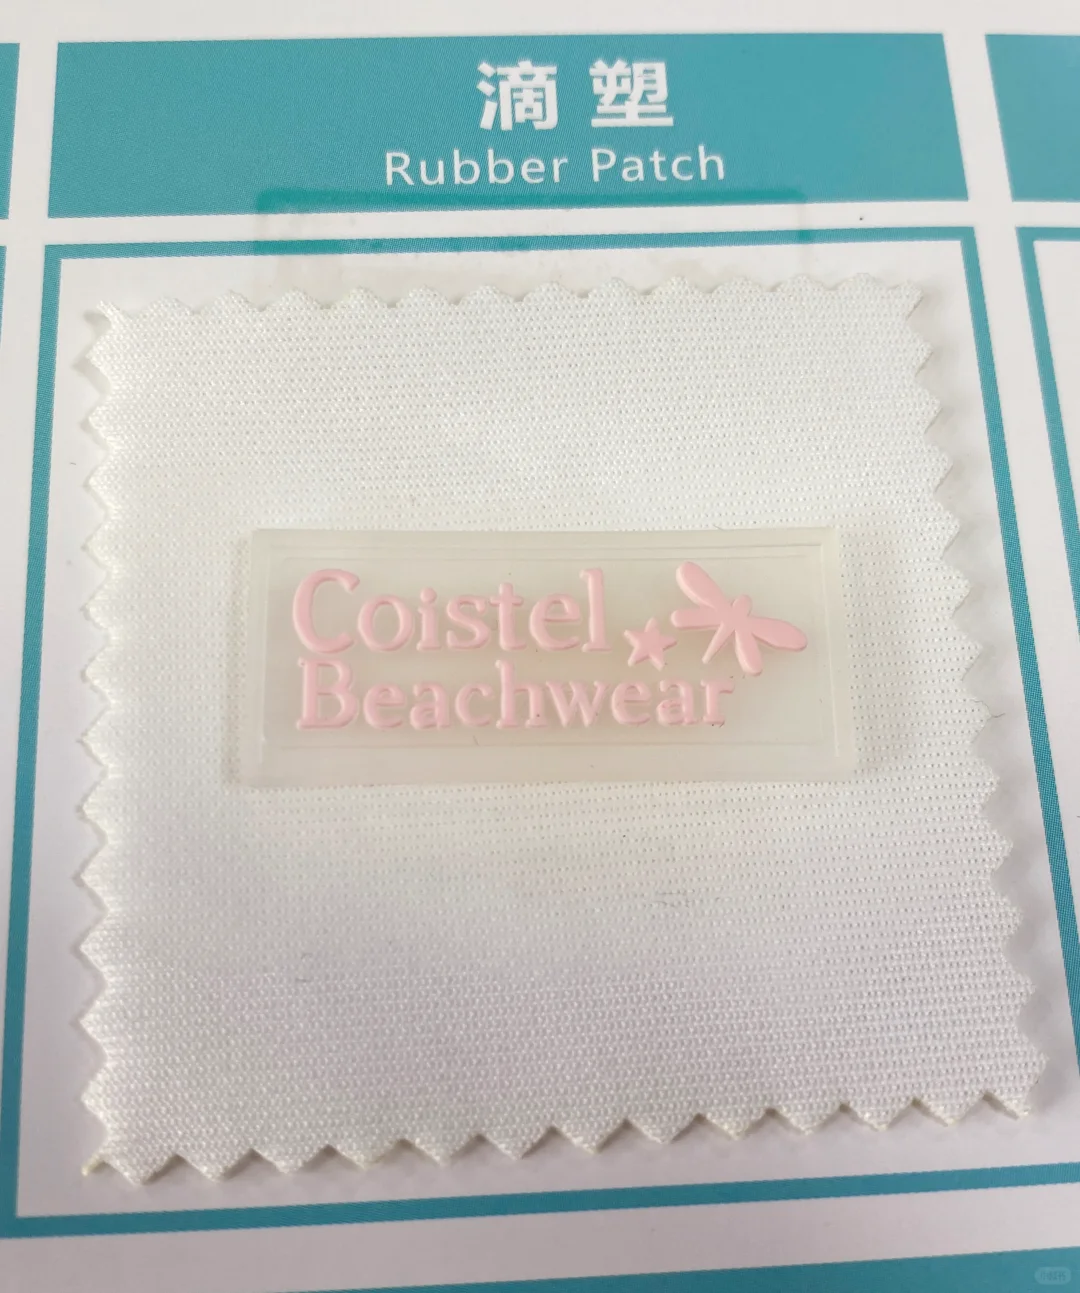 滴塑
Rubber Patch
Coistel
Beachwear